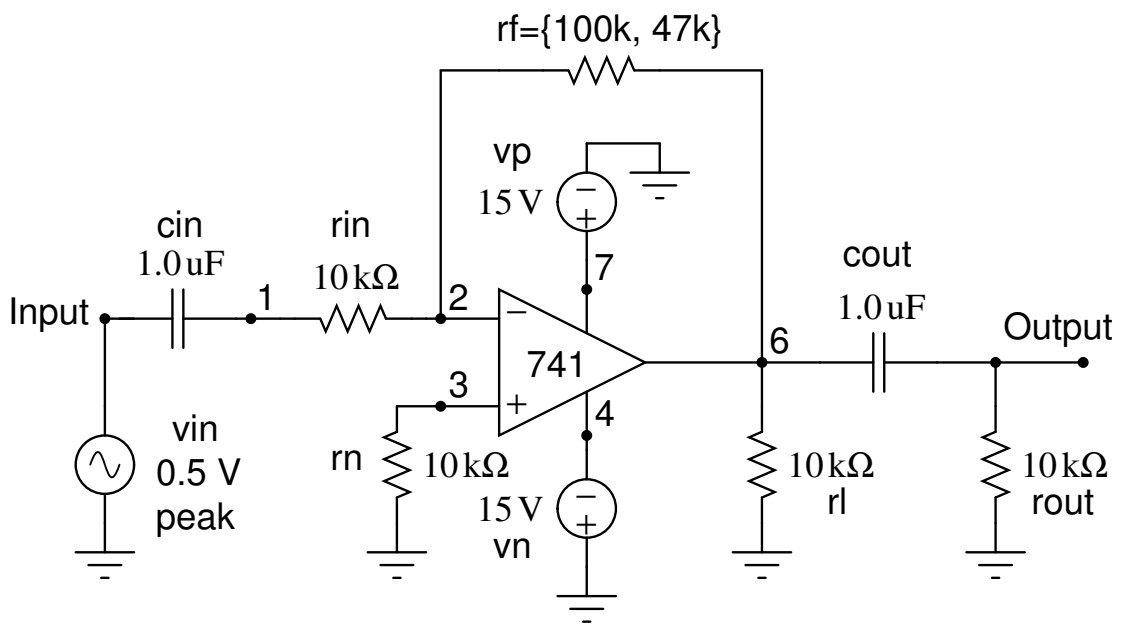 rf={100k, 47k}
vp
15 V
cin
1.0 uF
rin
10 kΩ
7
cout
1.0 uF
Input
1
2
−
+
741
3
+
−
6
Output
4
vin
0.5 V
peak
rn
10 kΩ
15 V
vn
−
+
10 kΩ
rl
10 kΩ
rout